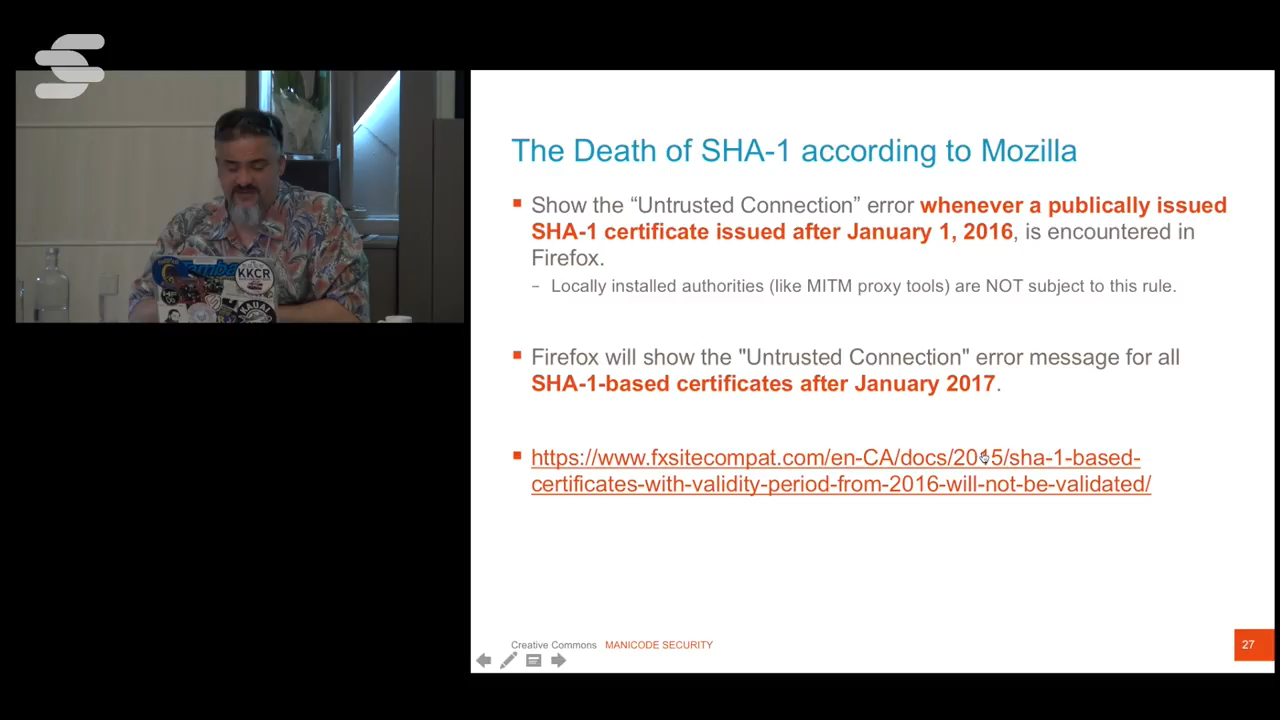 KKCR
KAUAI
The Death of SHA-1 according to Mozilla
Show the “Untrusted Connection” error whenever a publically issued
SHA-1 certificate issued after January 1, 2016, is encountered in
Firefox.
– Locally installed authorities (like MITM proxy tools) are NOT subject to this rule.
Firefox will show the "Untrusted Connection" error message for all
SHA-1-based certificates after January 2017.
https://www.fxsitecompat.com/en-CA/docs/2015/sha-1-based-
certificates-with-validity-period-from-2016-will-not-be-validated/
Creative Commons MANICODE SECURITY
27